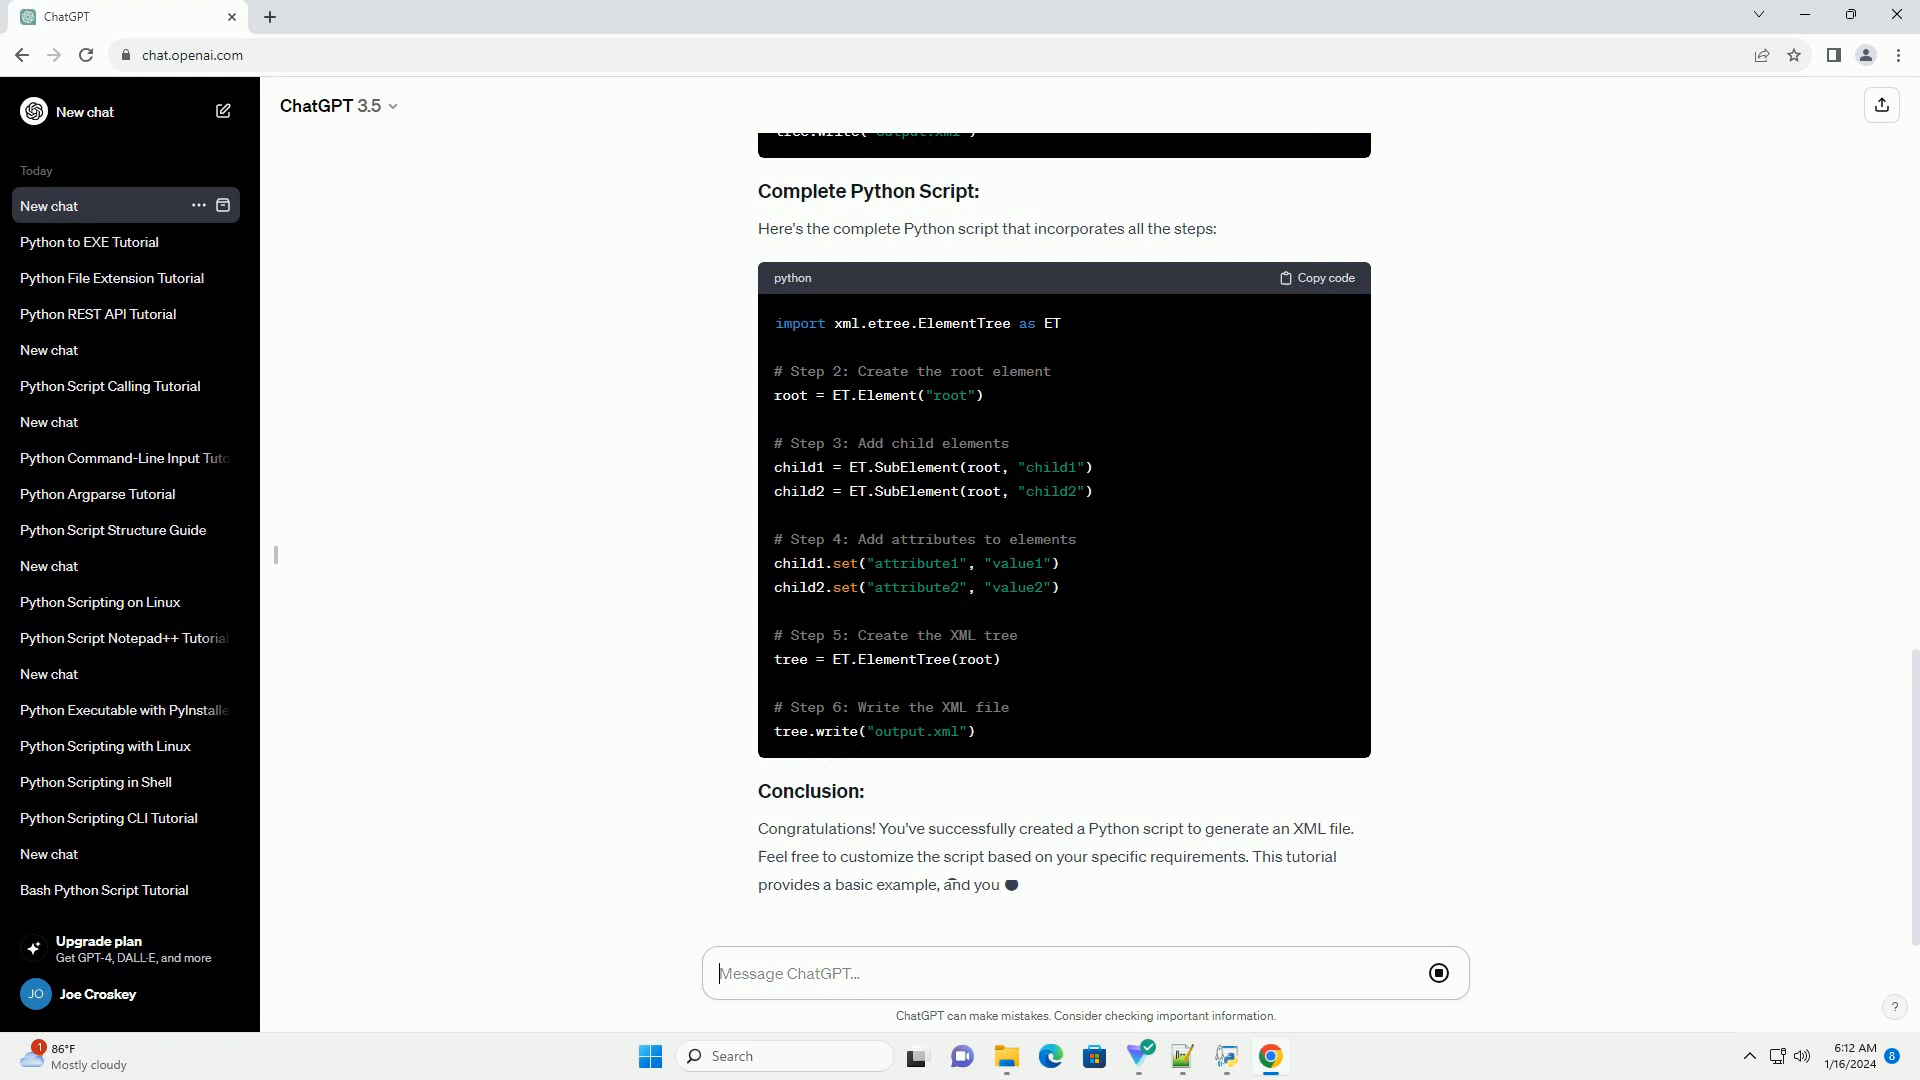 ChatGPT
chat.openai.com
New chat
Today
New chat
Python to EXE Tutorial
Python File Extension Tutorial
Python REST API Tutorial
New chat
Python Script Calling Tutorial
New chat
Python Command-Line Input Tuto
Python Argparse Tutorial
Python Script Structure Guide
New chat
Python Scripting on Linux
Python Script Notepad++ Tutorial
New chat
Python Executable with PyInstalle
Python Scripting with Linux
Python Scripting in Shell
Python Scripting CLI Tutorial
New chat
Bash Python Script Tutorial
Upgrade plan
Get GPT-4, DALL·E, and more
JO Joe Croskey
ChatGPT 3.5
tree.write("output.xml")
Complete Python Script:
Here's the complete Python script that incorporates all the steps:
python Copy code
import xml.etree.ElementTree as ET
# Step 2: Create the root element
root = ET.Element("root")
# Step 3: Add child elements
child1 = ET.SubElement(root, "child1")
child2 = ET.SubElement(root, "child2")
# Step 4: Add attributes to elements
child1.set("attribute1", "value1")
child2.set("attribute2", "value2")
# Step 5: Create the XML tree
tree = ET.ElementTree(root)
# Step 6: Write the XML file
tree.write("output.xml")
Conclusion:
Congratulations! You've successfully created a Python script to generate an XML file.
Feel free to customize the script based on your specific requirements. This tutorial
provides a basic example, and you
Message ChatGPT...
ChatGPT can make mistakes. Consider checking important information.
?
1
86°F
Mostly cloudy
Search
6:12 AM
1/16/2024
8